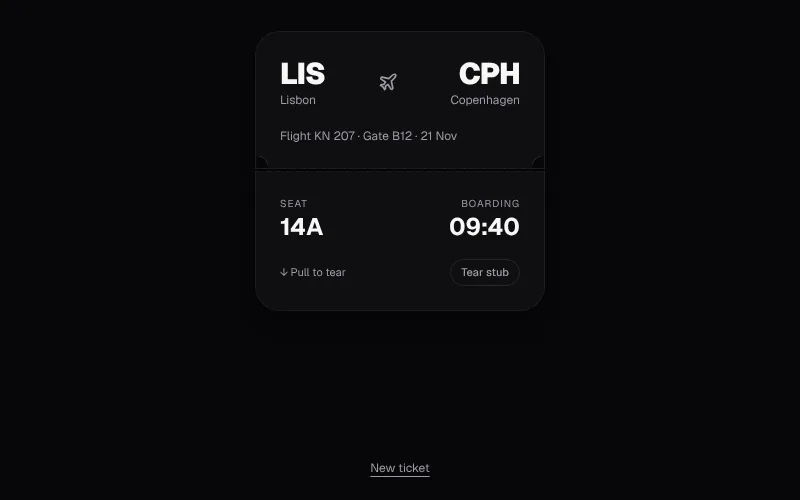 LIS CPH
Lisbon Copenhagen
Flight KN 207 · Gate B12 · 21 Nov
SEAT BOARDING
14A 09:40
↓ Pull to tear Tear stub
New ticket